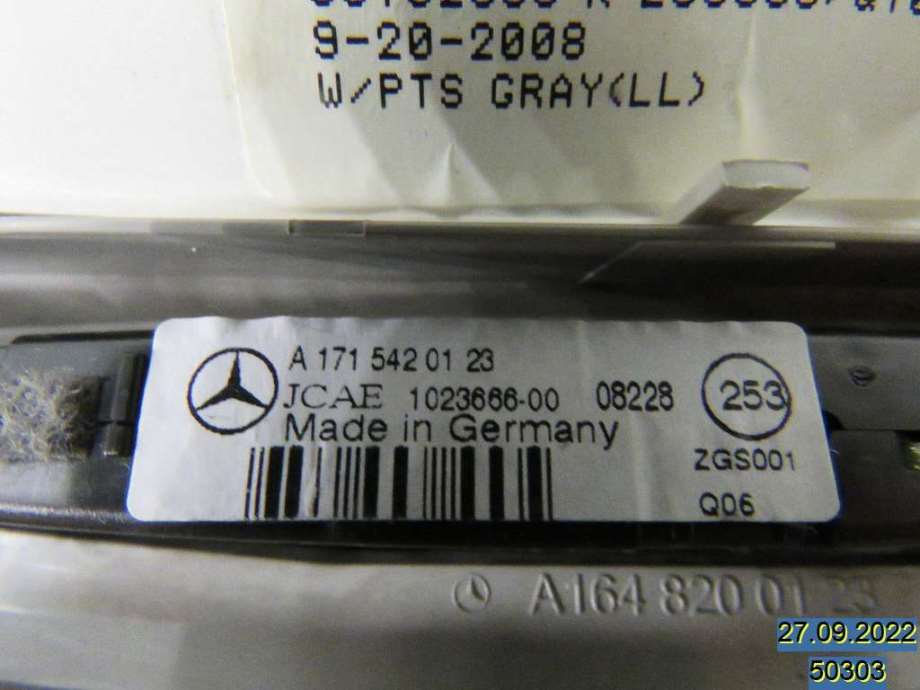 9-20-2008
W/PTS GRAY(LL)
A 171 542 01 23
JCAE 1023666-00 08228 253
Made in Germany
ZGS001
Q06
A164 820 01 23
27.09.2022
50303